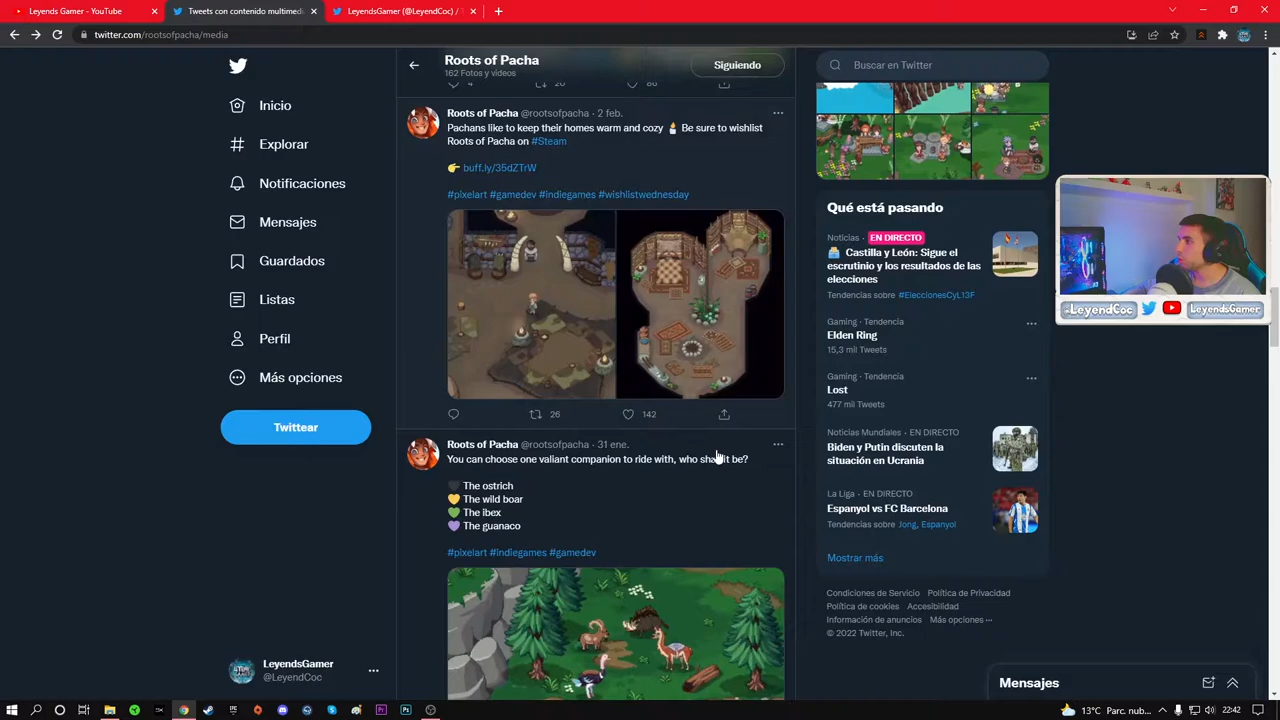 Leyends Gamer - YouTube
Tweets con contenido multimed
LeyendsGamer (@LeyendCoc) / T
twitter.com/rootsofpacha/media
Roots of Pacha
162 Fotos y videos
Siguiendo
Buscar en Twitter
Inicio
Explorar
Notificaciones
Mensajes
Guardados
Listas
Perfil
Más opciones
Twittear
LeyendsGamer
@LeyendCoc
4
20
86
Roots of Pacha @rootsofpacha · 2 feb.
Pachans like to keep their homes warm and cozy 🕯️ Be sure to wishlist
Roots of Pacha on #Steam
👉 buff.ly/35dZTrW
#pixelart #gamedev #indiegames #wishlistwednesday
26
142
Roots of Pacha @rootsofpacha · 31 ene.
You can choose one valiant companion to ride with, who shall it be?
🖤 The ostrich
💛 The wild boar
💚 The ibex
💜 The guanaco
#pixelart #indiegames #gamedev
Qué está pasando
Noticias · EN DIRECTO
🗳️ Castilla y León: Sigue el
escrutinio y los resultados de las
elecciones
Tendencias sobre #EleccionesCyL13F
Gaming · Tendencia
Elden Ring
15,3 mil Tweets
Gaming · Tendencia
Lost
477 mil Tweets
Noticias Mundiales · EN DIRECTO
Biden y Putin discuten la
situación en Ucrania
La Liga · EN DIRECTO
Espanyol vs FC Barcelona
Tendencias sobre Jong, Espanyol
Mostrar más
Condiciones de Servicio Política de Privacidad
Política de cookies Accesibilidad
Información de anuncios Más opciones ···
© 2022 Twitter, Inc.
@LeyendCoc
LeyendsGamer
Mensajes
13°C Parc. nub...
22:42